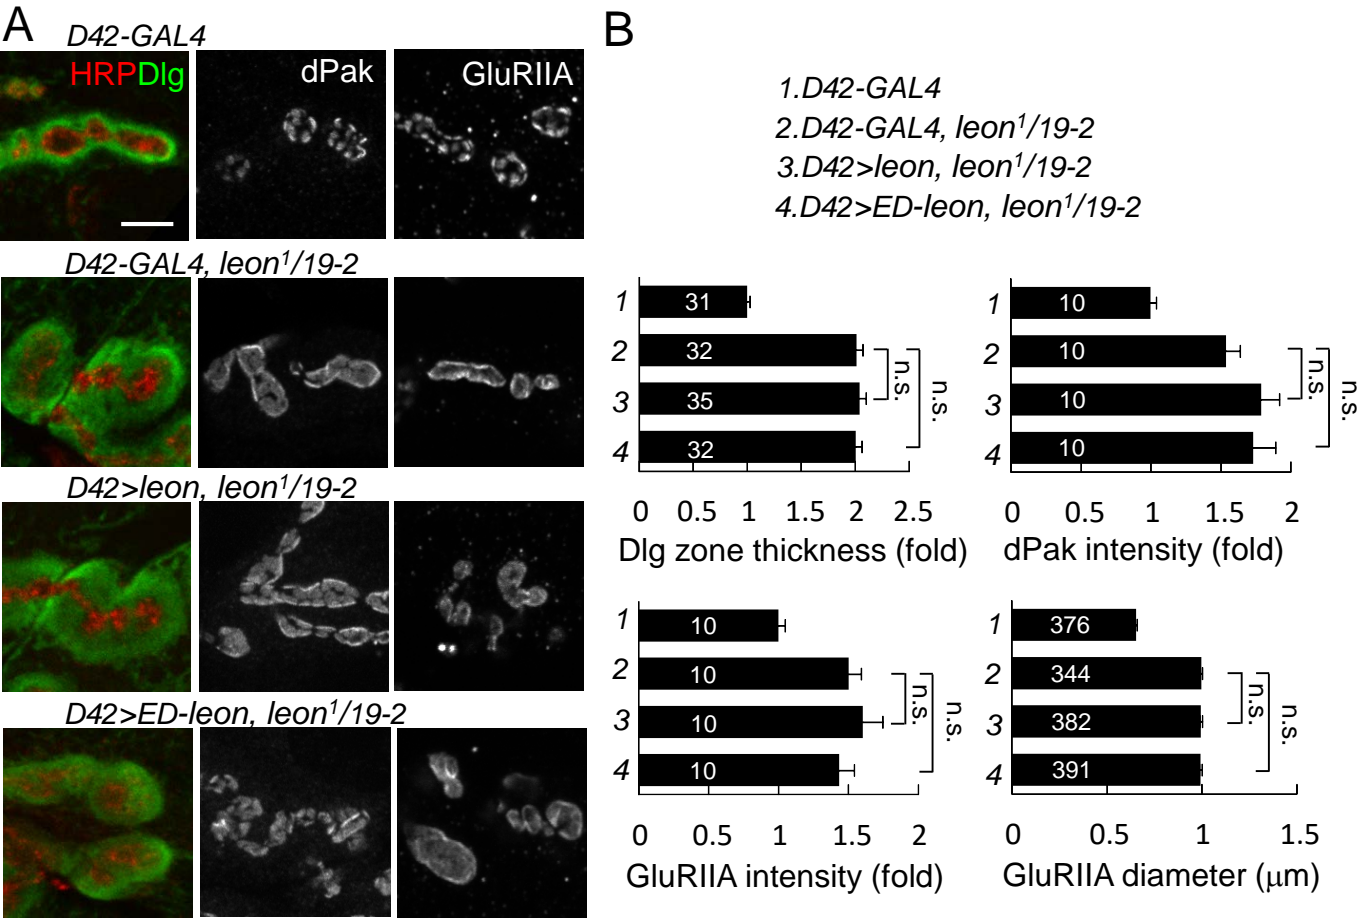 A
D42-GAL4
HRPDlg
dPak
GluRIIA
D42-GAL4, leon¹/19-2
D42>leon, leon¹/19-2
D42>ED-leon, leon¹/19-2
B
1.D42-GAL4
2.D42-GAL4, leon¹/19-2
3.D42>leon, leon¹/19-2
4.D42>ED-leon, leon¹/19-2
1 31
2 32
3 35
4 32
n.s.
n.s.
0 0.5 1 1.5 2 2.5
Dlg zone thickness (fold)
1 10
2 10
3 10
4 10
n.s.
n.s.
0 0.5 1 1.5 2
dPak intensity (fold)
1 10
2 10
3 10
4 10
n.s.
n.s.
0 0.5 1 1.5 2
GluRIIA intensity (fold)
1 376
2 344
3 382
4 391
n.s.
n.s.
0 0.5 1 1.5
GluRIIA diameter (μm)